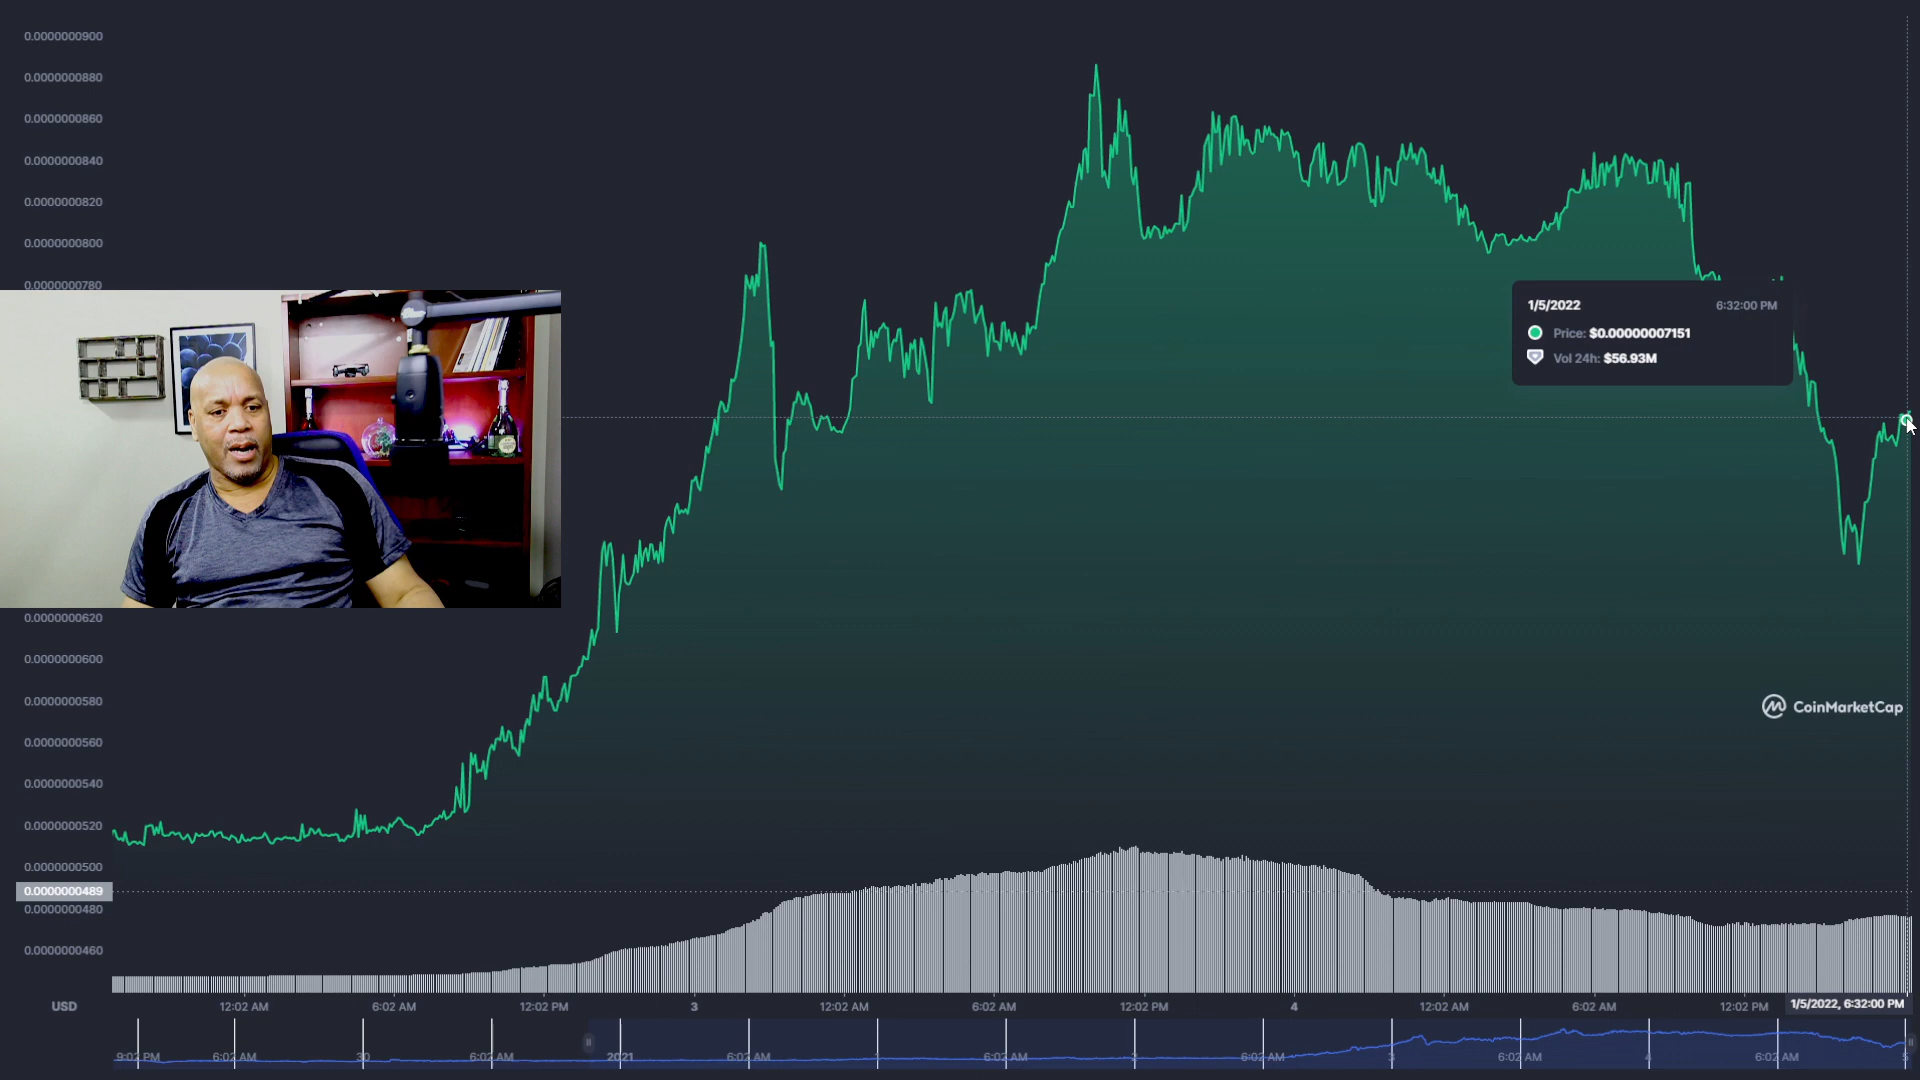 0.0000000900
0.0000000880
0.0000000860
0.0000000840
0.0000000820
0.0000000800
0.0000000780
1/5/2022 6:32:00 PM
Price: $0.00000007151
Vol 24h: $56.93M
0.0000000620
0.0000000600
0.0000000580
CoinMarketCap
0.0000000560
0.0000000540
0.0000000520
0.0000000500
0.0000000489
0.0000000480
0.0000000460
USD 12:02 AM 6:02 AM 12:02 PM 3 12:02 AM 6:02 AM 12:02 PM 4 12:02 AM 6:02 AM 12:02 PM 1/5/2022, 6:32:00 PM
9:02 PM 6:02 AM 30 6:02 AM 2021 6:02 AM 6:02 AM 6:02 AM 3 6:02 AM 4 6:02 AM